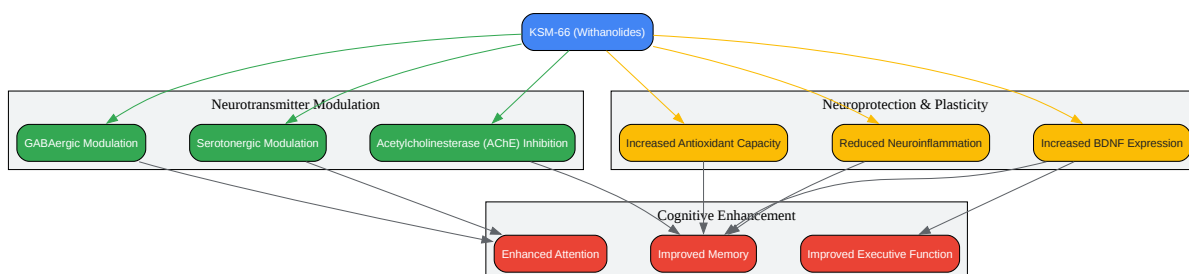 KSM-66 (Withanolides)
Neurotransmitter Modulation
Neuroprotection & Plasticity
GABAergic Modulation
Serotonergic Modulation
Acetylcholinesterase (AChE) Inhibition
Increased Antioxidant Capacity
Reduced Neuroinflammation
Increased BDNF Expression
Cognitive Enhancement
Enhanced Attention
Improved Memory
Improved Executive Function